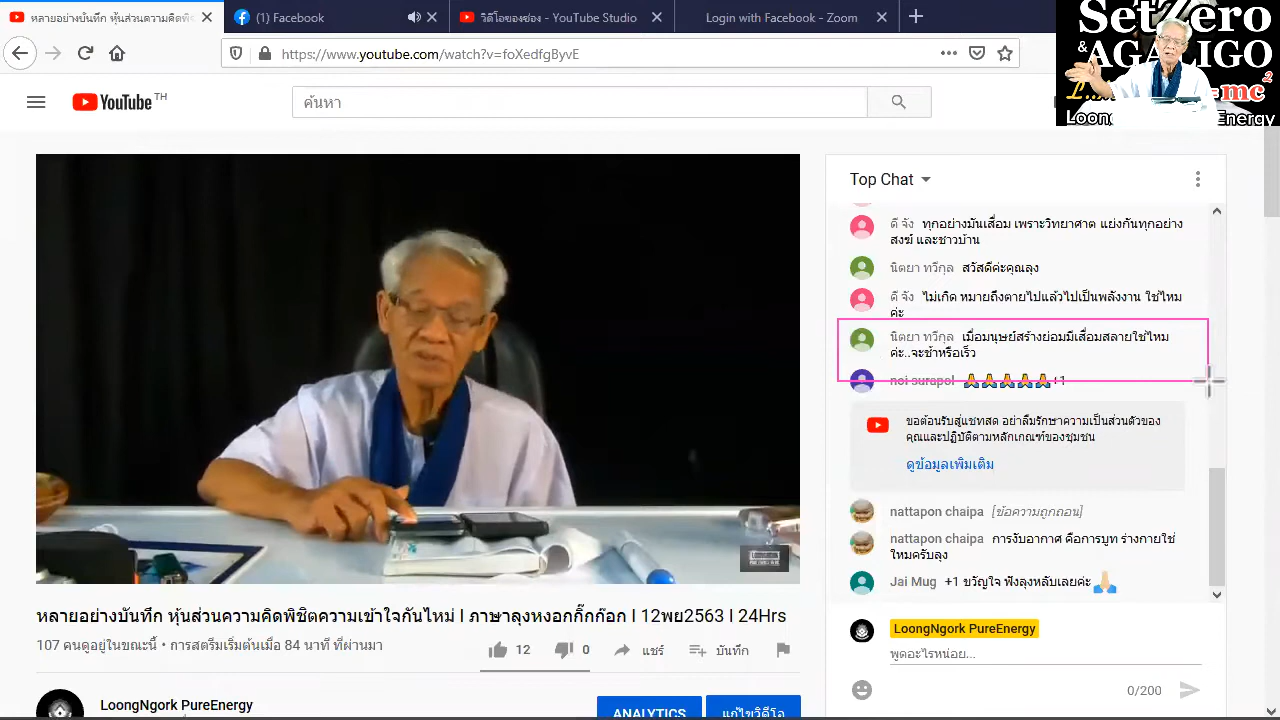 หลายอย่างบันทึก หุ้นส่วนความคิดพิชิ
(1) Facebook
วิดีโอของช่อง - YouTube Studio
Login with Facebook - Zoom
SetZero
& AGALIGO
=mc²
Loong
Energy
https://www.youtube.com/watch?v=foXedfgByvE
YouTube TH
ค้นหา
Top Chat
ดี จัง ทุกอย่างมันเสื่อม เพราะวิทยาศาต แย่งกันทุกอย่าง
สงฆ์ และชาวบ้าน
นิตยา ทวีกุล สวัสดีค่ะคุณลุง
ดี จัง ไม่เกิด หมายถึงตายไปแล้วไปเป็นพลังงาน ใช่ไหม
ค่ะ
นิตยา ทวีกุล เมื่อมนุษย์สร้างย่อมมีเสื่อมสลายใช่ไหม
ค่ะ..จะช้าหรือเร็ว
noi surapol 🙏🙏🙏🙏🙏+1
ขอต้อนรับสู่แชทสด อย่าลืมรักษาความเป็นส่วนตัวของ
คุณและปฏิบัติตามหลักเกณฑ์ของชุมชน
ดูข้อมูลเพิ่มเติม
nattapon chaipa [ข้อความถูกถอน]
nattapon chaipa การงับอากาศ คือการบูท ร่างกายใช่
ใหมครับลุง
Jai Mug +1 ขวัญใจ ฟังลุงหลับเลยค่ะ🙏
หลายอย่างบันทึก หุ้นส่วนความคิดพิชิตความเข้าใจกันไหม่ I ภาษาลุงหงอกกิ๊กก๊อก I 12พย2563 I 24Hrs
107 คนดูอยู่ในขณะนี้ • การสตรีมเริ่มต้นเมื่อ 84 นาที ที่ผ่านมา
12
0
แชร์
บันทึก
LoongNgork PureEnergy
พูดอะไรหน่อย...
0/200
LoongNgork PureEnergy
ANALYTICS
แก้ไขวิดีโอ